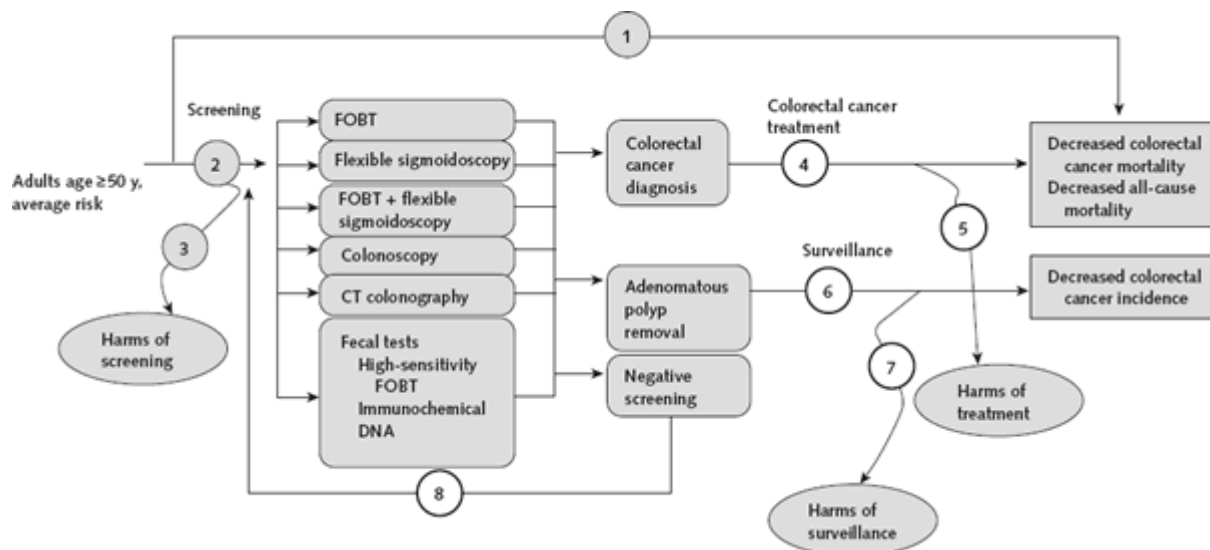 1
Screening
2
Adults age ≥50 y,
average risk
3
Harms of
screening
FOBT
Flexible sigmoidoscopy
FOBT + flexible
sigmoidoscopy
Colonoscopy
CT colonography
Fecal tests
High-sensitivity
FOBT
Immunochemical
DNA
8
Colorectal
cancer
diagnosis
Adenomatous
polyp
removal
Negative
screening
Colorectal cancer
treatment
4
5
Surveillance
6
7
Harms of
treatment
Harms of
surveillance
Decreased colorectal
cancer mortality
Decreased all-cause
mortality
Decreased colorectal
cancer incidence